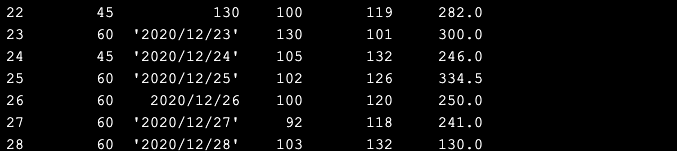 22 45 130 100 119 282.0
23 60 '2020/12/23' 130 101 300.0
24 45 '2020/12/24' 105 132 246.0
25 60 '2020/12/25' 102 126 334.5
26 60 2020/12/26 100 120 250.0
27 60 '2020/12/27' 92 118 241.0
28 60 '2020/12/28' 103 132 130.0